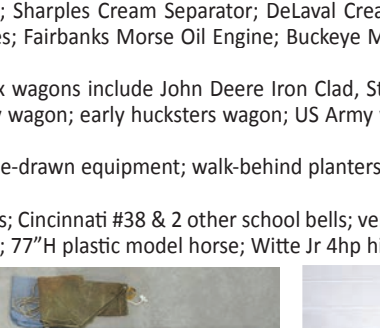 ; Sharples Cream Separator; DeLaval Crea
es; Fairbanks Morse Oil Engine; Buckeye M
x wagons include John Deere Iron Clad, St
y wagon; early hucksters wagon; US Army
e-drawn equipment; walk-behind planters
s; Cincinnati #38 & 2 other school bells; ve
; 77”H plastic model horse; Witte Jr 4hp hi